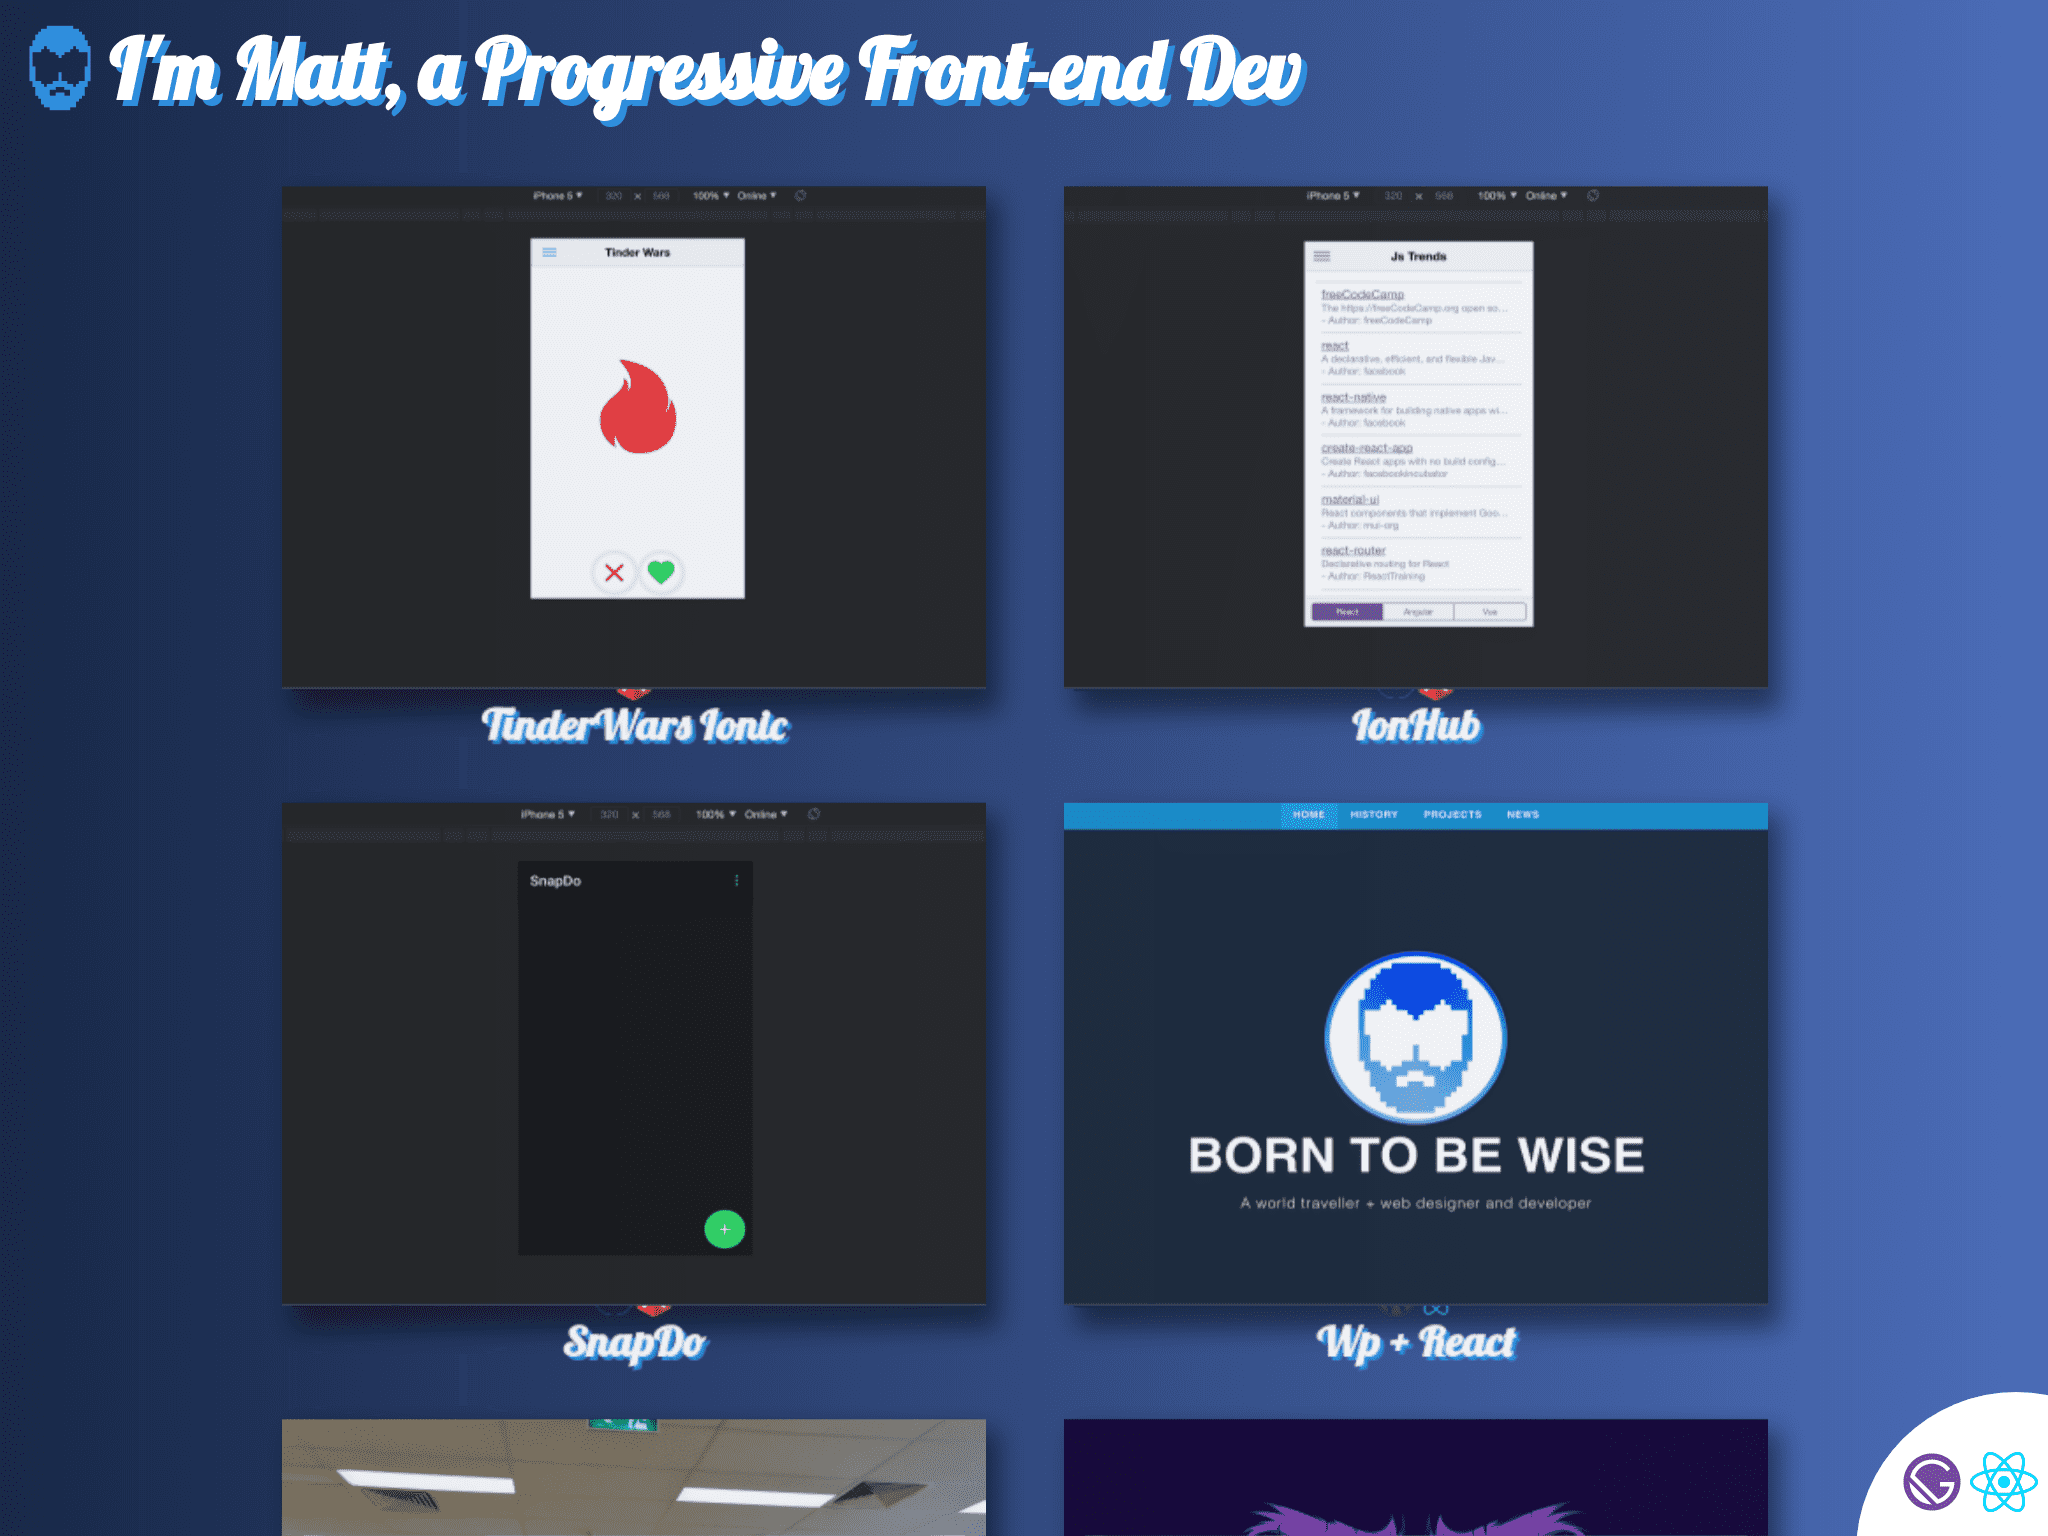 I'm Matt, a Progressive Front-end Dev
iPhone 5 ▼ 320 × 568 100% ▼ Online ▼
Tinder Wars
TinderWars Ionic
iPhone 5 ▼ 320 × 568 100% ▼ Online ▼
Js Trends
freeCodeCamp
The https://freeCodeCamp.org open so...
- Author: freeCodeCamp
react
A declarative, efficient, and flexible Jav...
- Author: facebook
react-native
A framework for building native apps wi...
- Author: facebook
create-react-app
Create React apps with no build config...
- Author: facebookincubator
material-ui
React components that implement Goo...
- Author: mui-org
react-router
Declarative routing for React
- Author: ReactTraining
React Angular Vue
IonHub
iPhone 5 ▼ 320 × 568 100% ▼ Online ▼
SnapDo
SnapDo
HOME HISTORY PROJECTS NEWS
BORN TO BE WISE
A world traveller + web designer and developer
Wp + React